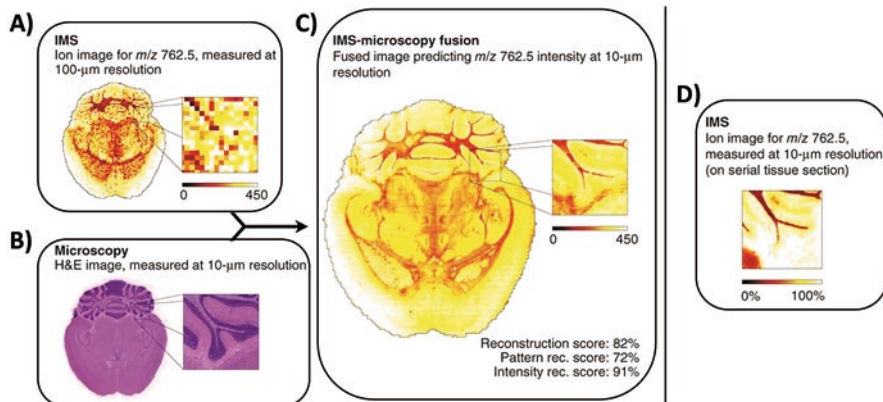 A)
IMS
Ion image for m/z 762.5, measured at
100-μm resolution
0 450
B)
Microscopy
H&E image, measured at 10-μm resolution
C)
IMS-microscopy fusion
Fused image predicting m/z 762.5 intensity at 10-μm
resolution
0 450
Reconstruction score: 82%
Pattern rec. score: 72%
Intensity rec. score: 91%
D)
IMS
Ion image for m/z 762.5,
measured at 10-μm resolution
(on serial tissue section)
0% 100%